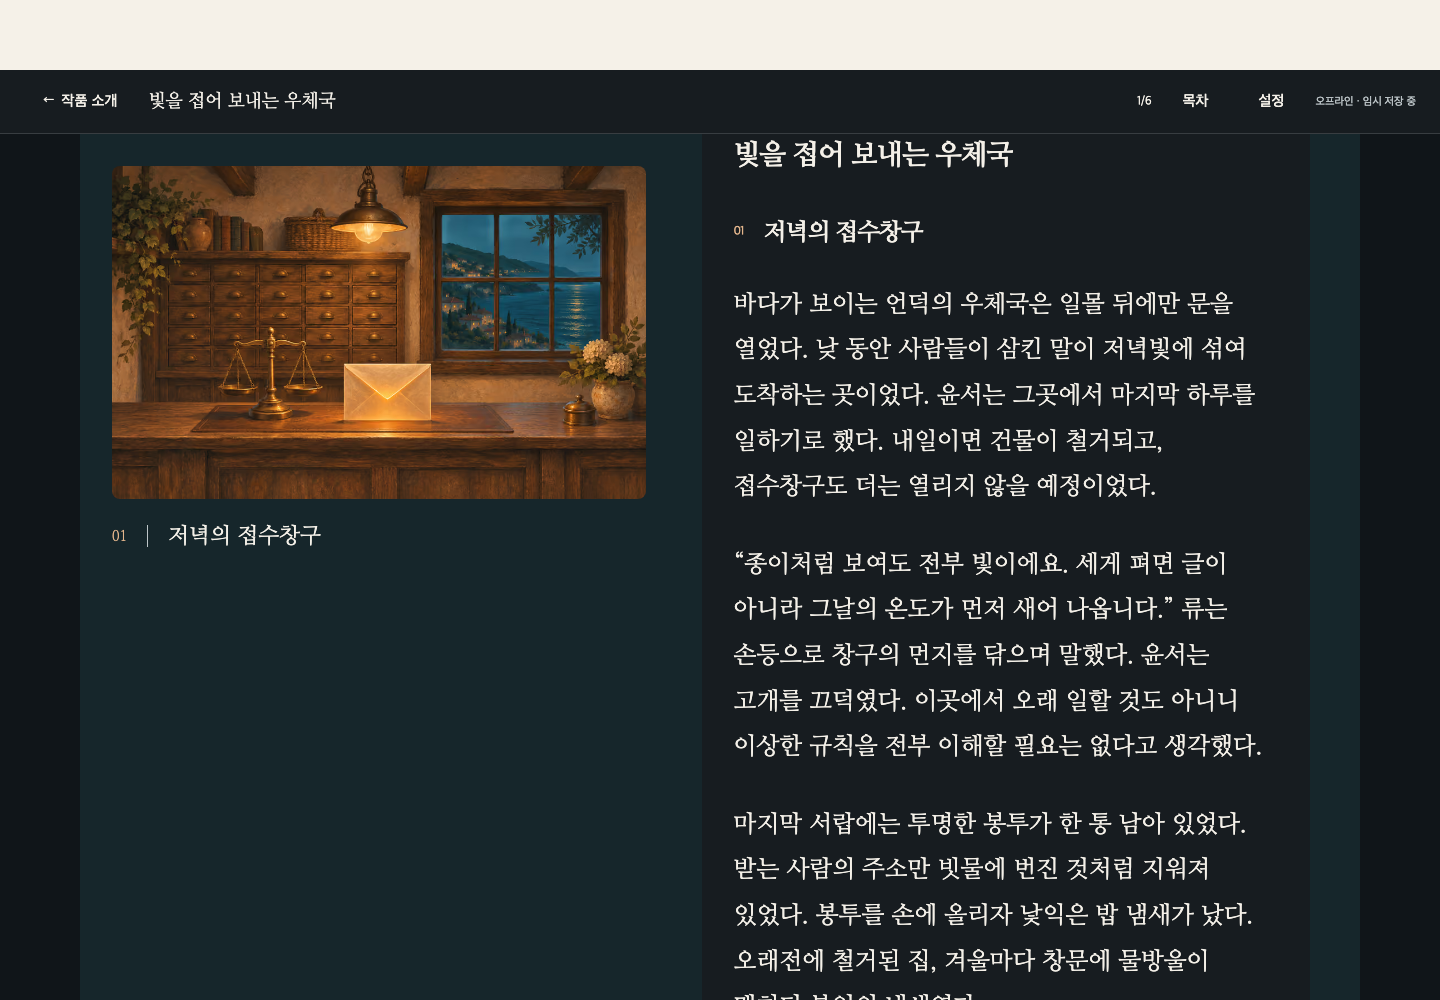 ← 작품 소개
빛을 접어 보내는 우체국
1/6
목차
설정
오프라인 · 임시 저장 중
01
저녁의 접수창구
빛을 접어 보내는 우체국
01 저녁의 접수창구
바다가 보이는 언덕의 우체국은 일몰 뒤에만 문을
열었다. 낮 동안 사람들이 삼킨 말이 저녁빛에 섞여
도착하는 곳이었다. 윤서는 그곳에서 마지막 하루를
일하기로 했다. 내일이면 건물이 철거되고,
접수창구도 더는 열리지 않을 예정이었다.
“종이처럼 보여도 전부 빛이에요. 세게 펴면 글이
아니라 그날의 온도가 먼저 새어 나옵니다.” 류는
손등으로 창구의 먼지를 닦으며 말했다. 윤서는
고개를 끄덕였다. 이곳에서 오래 일할 것도 아니니
이상한 규칙을 전부 이해할 필요는 없다고 생각했다.
마지막 서랍에는 투명한 봉투가 한 통 남아 있었다.
받는 사람의 주소만 빗물에 번진 것처럼 지워져
있었다. 봉투를 손에 올리자 낯익은 밥 냄새가 났다.
오래전에 철거된 집, 겨울마다 창문에 물방울이